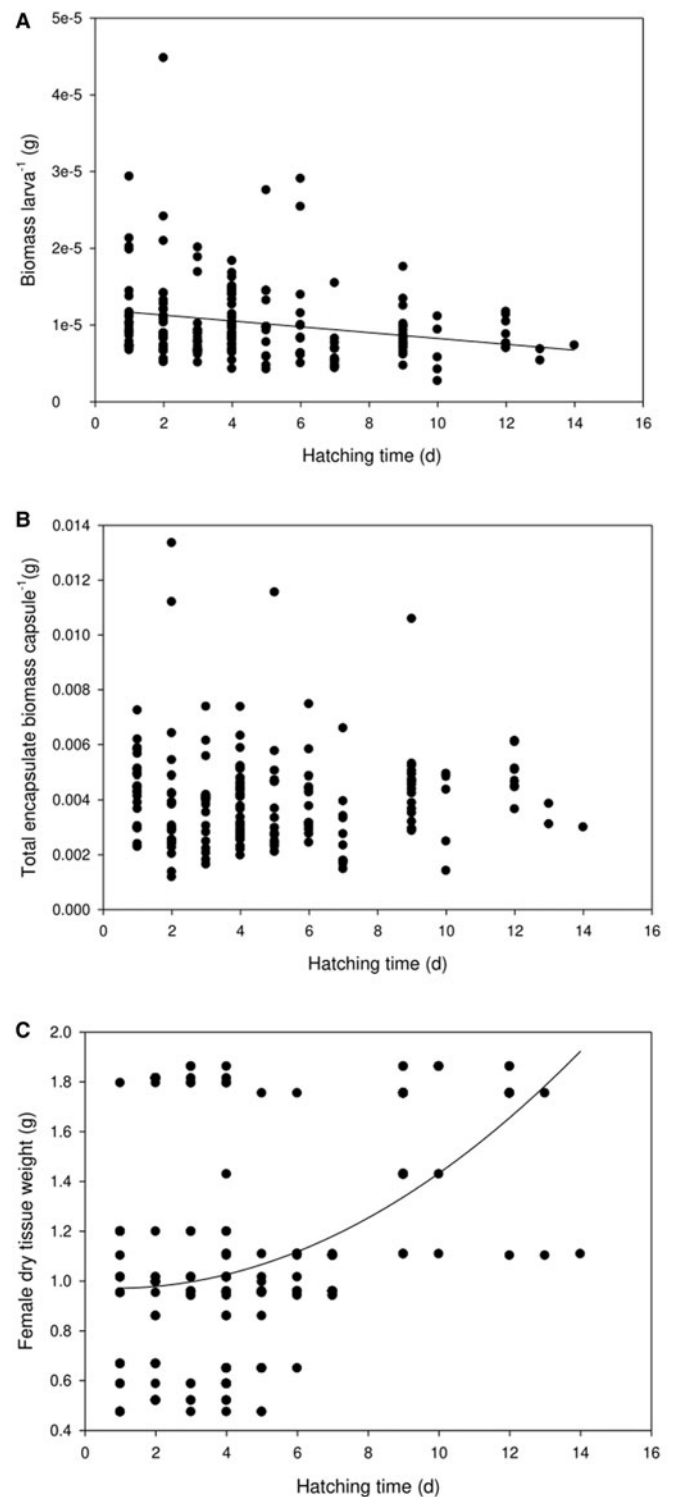 A
5e-5
4e-5
3e-5
2e-5
1e-5
0
Biomass larva⁻¹ (g)
0 2 4 6 8 10 12 14 16
Hatching time (d)
B
0.014
0.012
0.010
0.008
0.006
0.004
0.002
0.000
Total encapsulate biomass capsule⁻¹(g)
0 2 4 6 8 10 12 14 16
Hatching time (d)
C
2.0
1.8
1.6
1.4
1.2
1.0
0.8
0.6
0.4
Female dry tissue weight (g)
0 2 4 6 8 10 12 14 16
Hatching time (d)